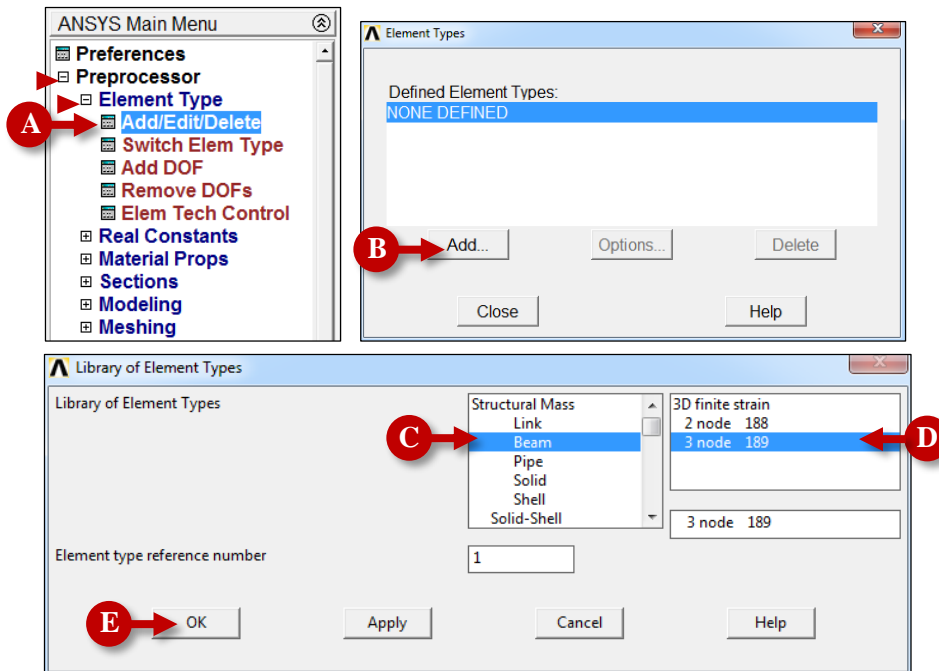 ANSYS Main Menu
Preferences
Preprocessor
Element Type
A
Add/Edit/Delete
Switch Elem Type
Add DOF
Remove DOFs
Elem Tech Control
Real Constants
Material Props
Sections
Modeling
Meshing
Element Types
Defined Element Types:
NONE DEFINED
B
Add...
Options...
Delete
Close
Help
Library of Element Types
Library of Element Types
Structural Mass
Link
C
Beam
Pipe
Solid
Shell
Solid-Shell
3D finite strain
2 node 188
3 node 189
D
3 node 189
Element type reference number
1
E
OK
Apply
Cancel
Help